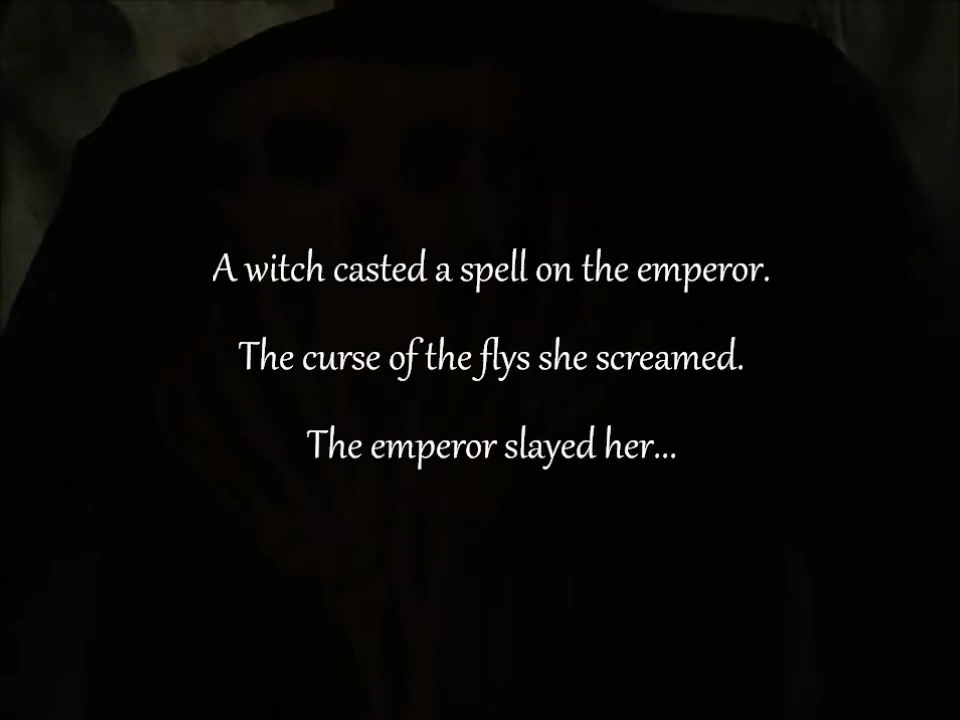 A witch casted a spell on the emperor.
The curse of the flys she screamed.
The emperor slayed her...